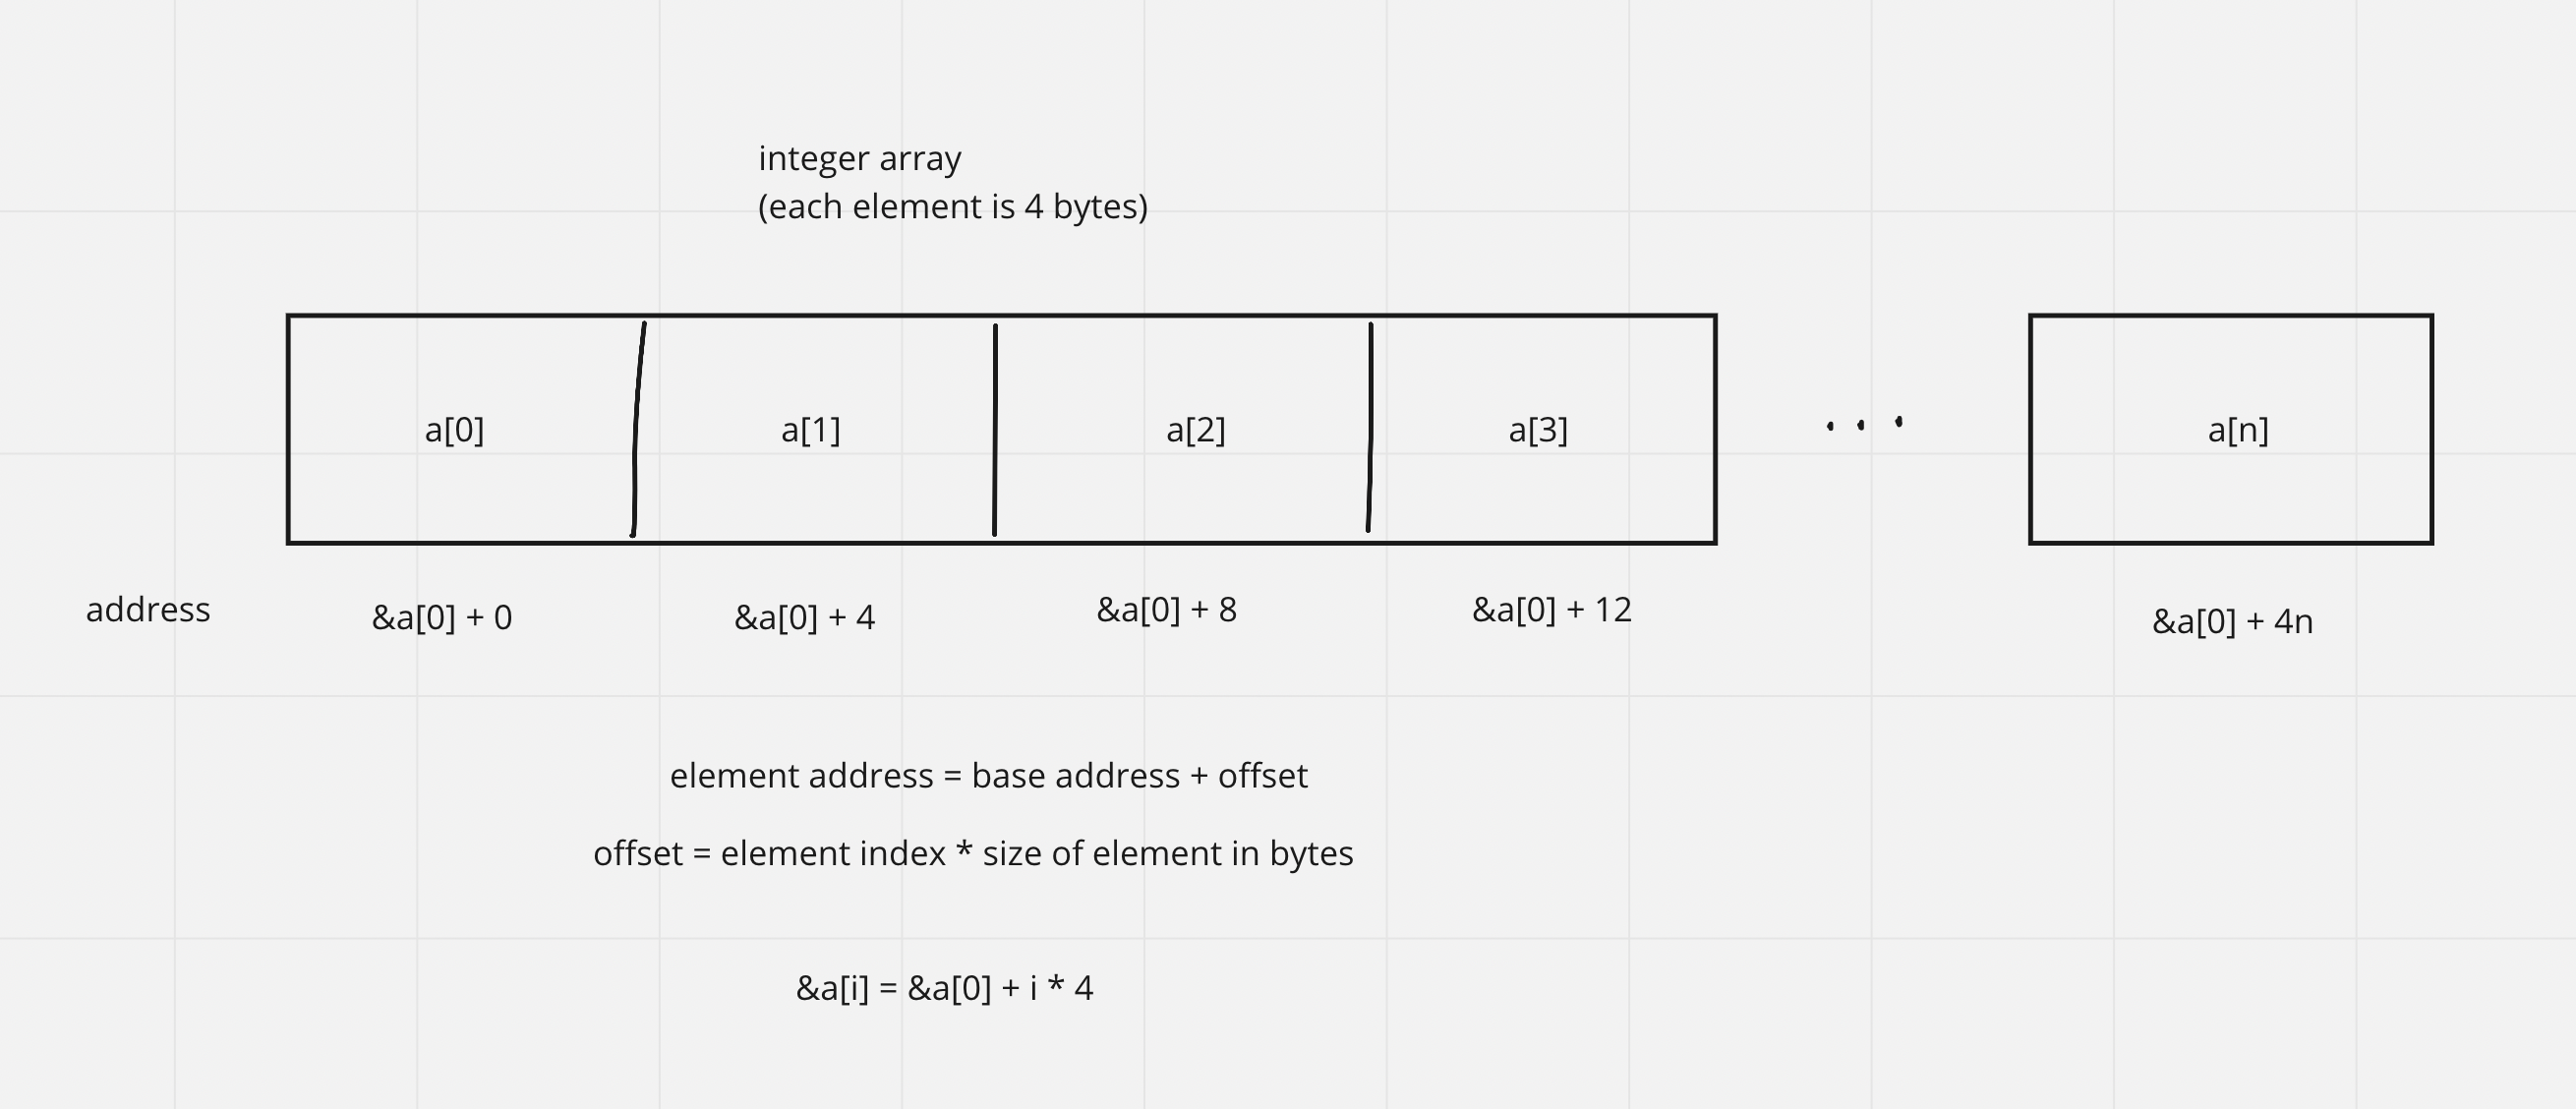 integer array
(each element is 4 bytes)
a[0] a[1] a[2] a[3] . . . a[n]
address &a[0] + 0 &a[0] + 4 &a[0] + 8 &a[0] + 12 &a[0] + 4n
element address = base address + offset
offset = element index * size of element in bytes
&a[i] = &a[0] + i * 4